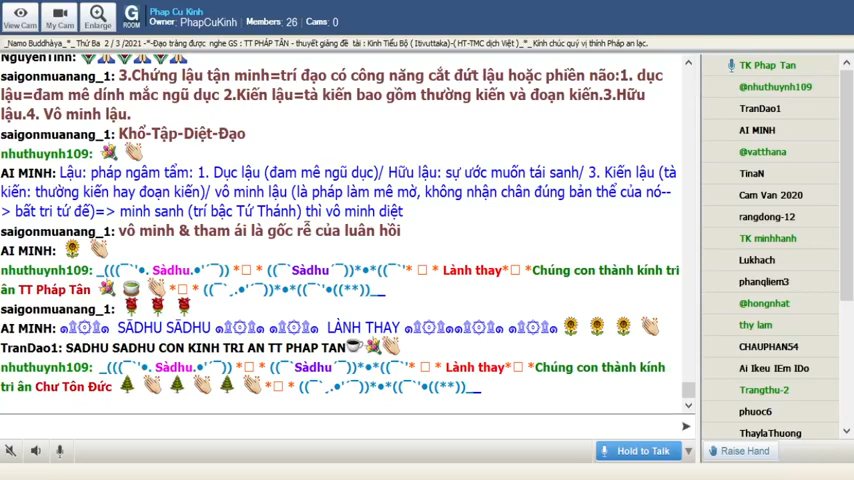 View Cam
My Cam
Enlarge
G
ROOM
Phap Cu Kinh
Owner: PhapCuKinh | Members: 26 | Cams: 0
_Namo Buddhàya_*_ Thứ Ba 2 / 3 /2021 -*-Đạo tràng được nghe GS : TT PHÁP TÂN - thuyết giảng đề tài : Kinh Tiểu Bộ ( Itivuttaka)-( HT-TMC dịch Việt )_*_ Kính chúc quý vị thính Pháp an lạc.
NguyenTinh:
saigonmuanang_1: 3.Chứng lậu tận minh=trí đạo có công năng cắt đứt lậu hoặc phiền não:1. dục
lậu=đam mê dính mắc ngũ dục 2.Kiến lậu=tà kiến bao gồm thường kiến và đoạn kiến.3.Hữu
lậu.4. Vô minh lậu.
saigonmuanang_1: Khổ-Tập-Diệt-Đạo
nhuthuynh109:
AI MINH: Lậu: pháp ngâm tẩm: 1. Dục lậu (đam mê ngũ dục)/ Hữu lậu: sự ước muốn tái sanh/ 3. Kiến lậu (tà
kiến: thường kiến hay đoạn kiến)/ vô minh lậu (là pháp làm mê mờ, không nhận chân đúng bản thể của nó--
> bất tri tứ đế)=> minh sanh (trí bậc Tứ Thánh) thì vô minh diệt
saigonmuanang_1: vô minh & tham ái là gốc rễ của luân hồi
AI MINH:
nhuthuynh109: _(((¯`'•. Sàdhu.•'´¯)) *□ * ((¯`Sàdhu´¯))*•*((¯`'* □ * Lành thay*□ *Chúng con thành kính tri
ân TT Pháp Tân *□ * ((¯`¸.•'´¯))*•*((¯`'•((**))__
saigonmuanang_1:
AI MINH: SĀDHU SĀDHU LÀNH THAY
TranDao1: SADHU SADHU CON KINH TRI AN TT PHAP TAN
nhuthuynh109: _(((¯`'•. Sàdhu.•'´¯)) *□ * ((¯`Sàdhu´¯))*•*((¯`'* □ * Lành thay*□ *Chúng con thành kính
tri ân Chư Tôn Đức *□ * ((¯`¸.•'´¯))*•*((¯`'•((**))__
Hold to Talk
TK Phap Tan
@nhuthuynh109
TranDao1
AI MINH
@vatthana
TinaN
Cam Van 2020
rangdong-12
TK minhhanh
Lukhach
phanqliem3
@hongnhat
thy lam
CHAUPHAN54
Ai Ikeu IEm IDo
Trangthu-2
phuoc6
ThaylaThuong
Raise Hand